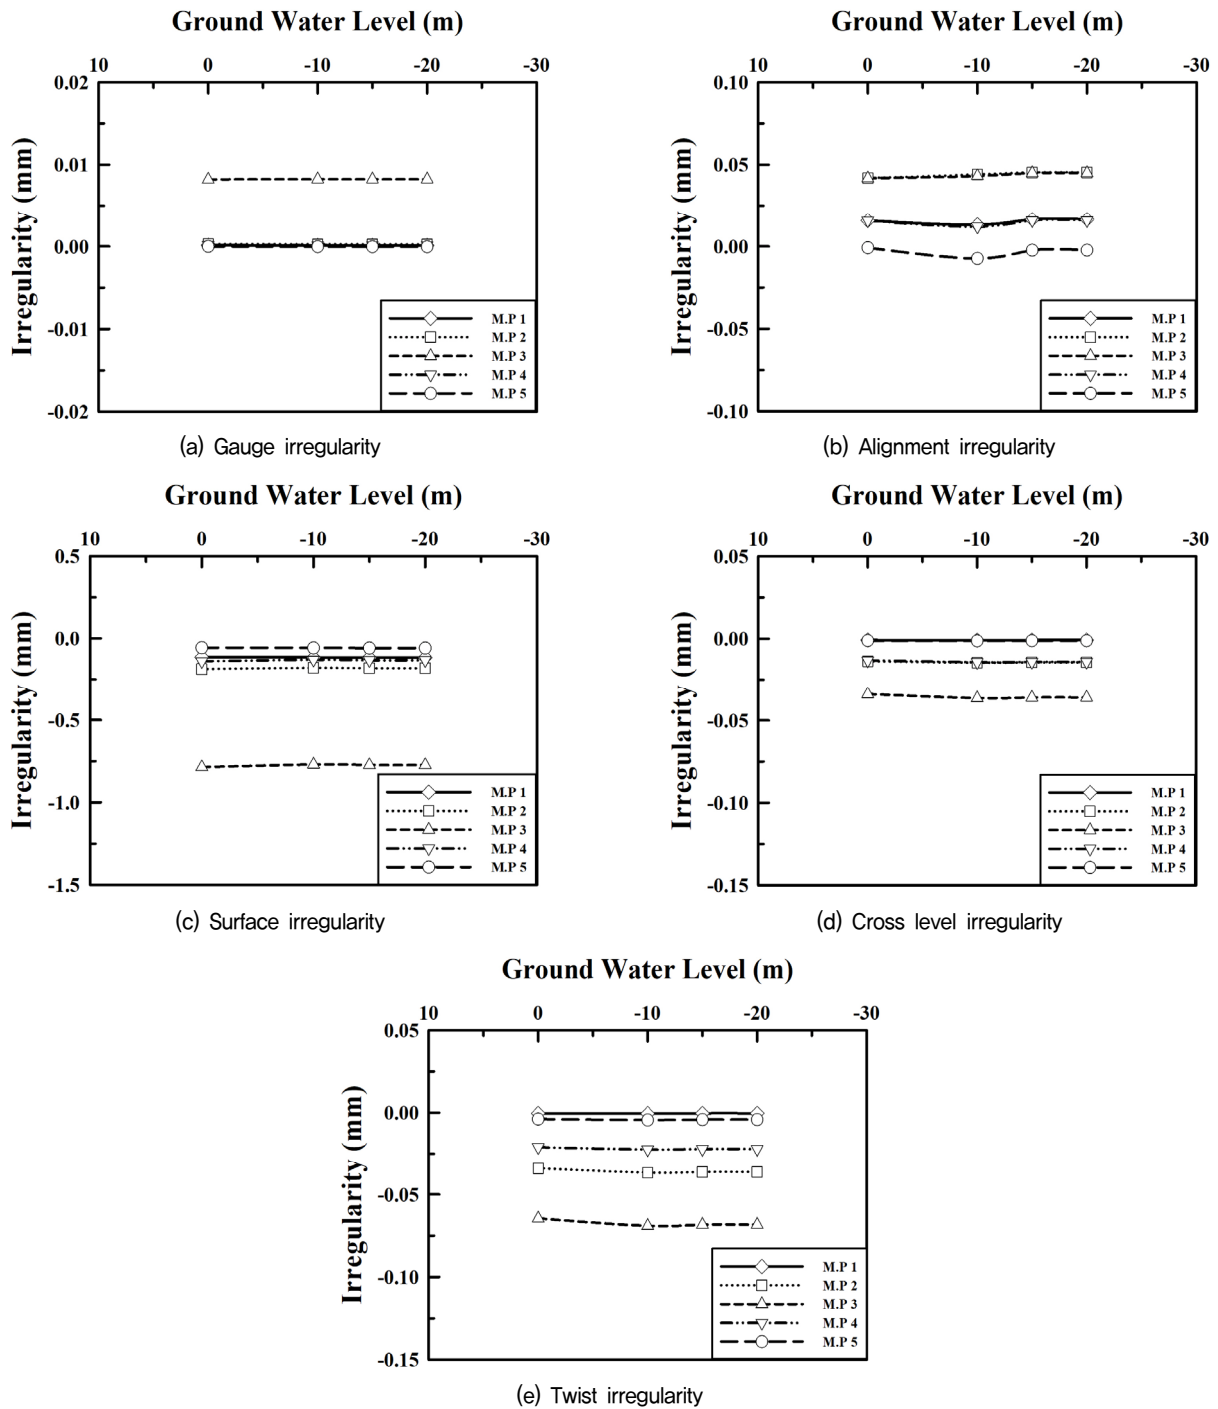 Ground Water Level (m)
10 0 -10 -20 -30
0.02
0.01
0.00
-0.01
-0.02
Irregularity (mm)
M.P 1
M.P 2
M.P 3
M.P 4
M.P 5
(a) Gauge irregularity
Ground Water Level (m)
10 0 -10 -20 -30
0.10
0.05
0.00
-0.05
-0.10
Irregularity (mm)
M.P 1
M.P 2
M.P 3
M.P 4
M.P 5
(b) Alignment irregularity
Ground Water Level (m)
10 0 -10 -20 -30
0.5
0.0
-0.5
-1.0
-1.5
Irregularity (mm)
M.P 1
M.P 2
M.P 3
M.P 4
M.P 5
(c) Surface irregularity
Ground Water Level (m)
10 0 -10 -20 -30
0.05
0.00
-0.05
-0.10
-0.15
Irregularity (mm)
M.P 1
M.P 2
M.P 3
M.P 4
M.P 5
(d) Cross level irregularity
Ground Water Level (m)
10 0 -10 -20 -30
0.05
0.00
-0.05
-0.10
-0.15
Irregularity (mm)
M.P 1
M.P 2
M.P 3
M.P 4
M.P 5
(e) Twist irregularity